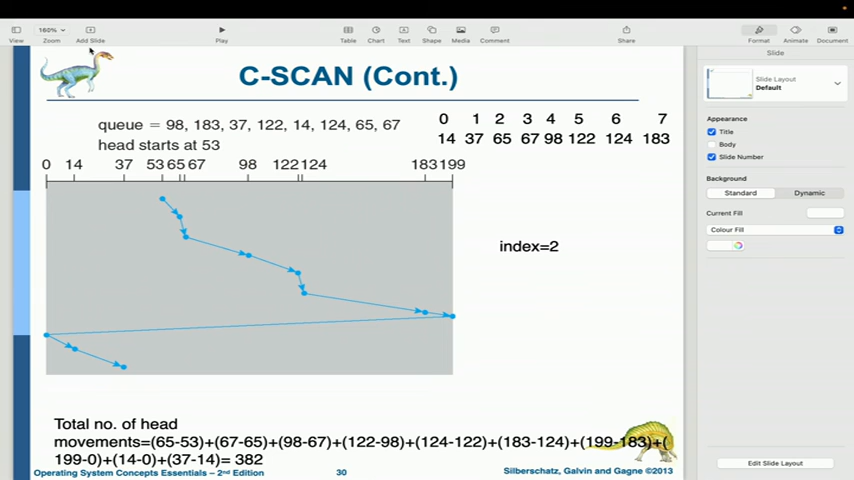 160%
View Zoom Add Slide Play Table Chart Text Shape Media Comment Share Format Animate Document
C-SCAN (Cont.)
queue = 98, 183, 37, 122, 14, 124, 65, 67
head starts at 53
0 1 2 3 4 5 6 7
14 37 65 67 98 122 124 183
0 14 37 53 65 67 98 122 124 183 199
index=2
Total no. of head
movements=(65-53)+(67-65)+(98-67)+(122-98)+(124-122)+(183-124)+(199-183)+(
199-0)+(14-0)+(37-14)= 382
Operating System Concepts Essentials – 2nd Edition 30 Silberschatz, Galvin and Gagne ©2013
Slide
Slide Layout
Default
Appearance
Title
Body
Slide Number
Background
Standard Dynamic
Current Fill
Colour Fill
Edit Slide Layout